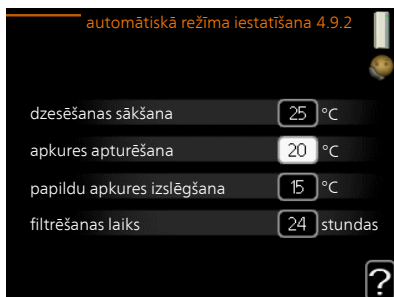 automātiskā režīma iestatīšana 4.9.2
dzesēšanas sākšana 25 °C
apkures apturēšana 20 °C
papildu apkures izslēgšana 15 °C
filtrēšanas laiks 24 stundas
?